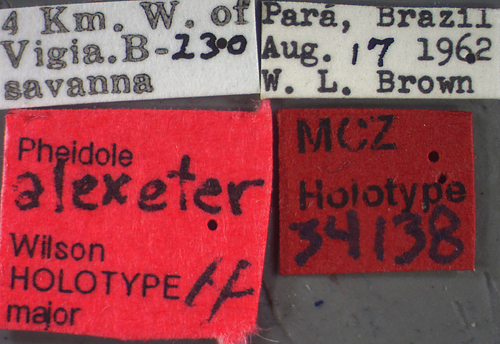 4 Km. W. of
Vigia.B-230
savanna
Pará, Brazil
Aug. 17 1962
W. L. Brown
Pheidole
alexeter
Wilson
HOLOTYPE
major
MCZ
Holotype
34138